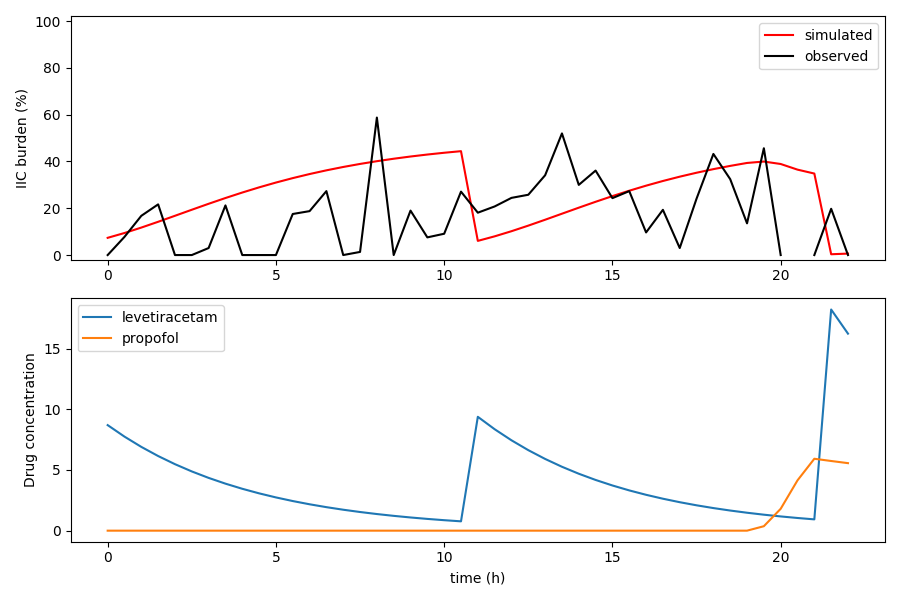 100
80
60
40
20
0
IIC burden (%)
simulated
observed
0 5 10 15 20
levetiracetam
propofol
15
10
5
0
Drug concentration
0 5 10 15 20
time (h)